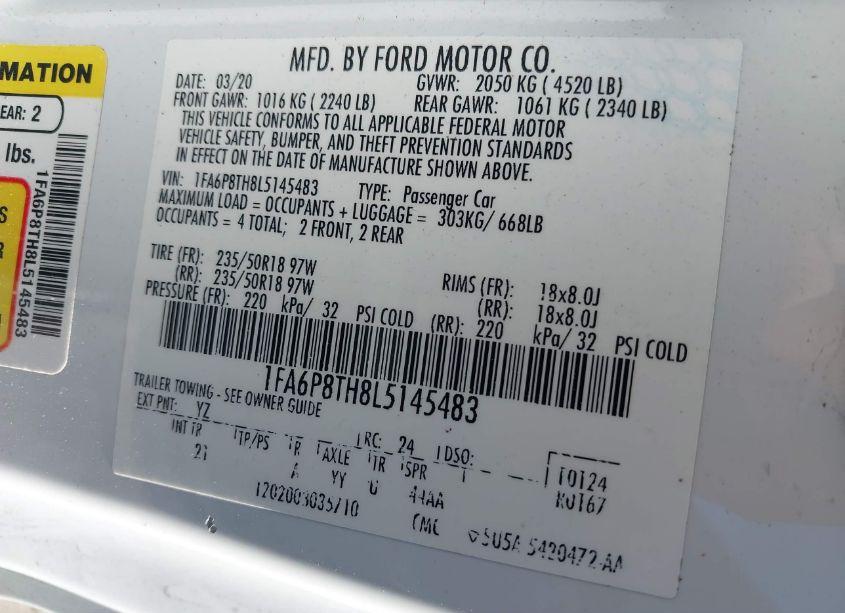 MATION
EAR: 2
lbs.
1FA6P8TH8L5145483
MFD. BY FORD MOTOR CO.
DATE: 03/20 GVWR: 2050 KG ( 4520 LB)
FRONT GAWR: 1016 KG ( 2240 LB) REAR GAWR: 1061 KG ( 2340 LB)
THIS VEHICLE CONFORMS TO ALL APPLICABLE FEDERAL MOTOR
VEHICLE SAFETY, BUMPER, AND THEFT PREVENTION STANDARDS
IN EFFECT ON THE DATE OF MANUFACTURE SHOWN ABOVE.
VIN: 1FA6P8TH8L5145483 TYPE: Passenger Car
MAXIMUM LOAD = OCCUPANTS + LUGGAGE = 303KG/ 668LB
OCCUPANTS = 4 TOTAL; 2 FRONT, 2 REAR
TIRE (FR): 235/50R18 97W RIMS (FR): 18x8.0J
(RR): 235/50R18 97W (RR): 18x8.0J
PRESSURE (FR): 220 kPa/ 32 PSI COLD (RR): 220 kPa/ 32 PSI COLD
1FA6P8TH8L5145483
TRAILER TOWING - SEE OWNER GUIDE
EXT PNT: YZ RC: 24 DSO:
INT TR TP/PS R AXLE TR SPR T0124
21 A YY 44AA